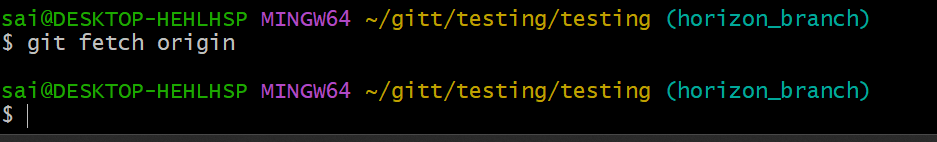 sai@DESKTOP-HEHLHSP MINGW64 ~/gitt/testing/testing (horizon_branch)
$ git fetch origin
sai@DESKTOP-HEHLHSP MINGW64 ~/gitt/testing/testing (horizon_branch)
$